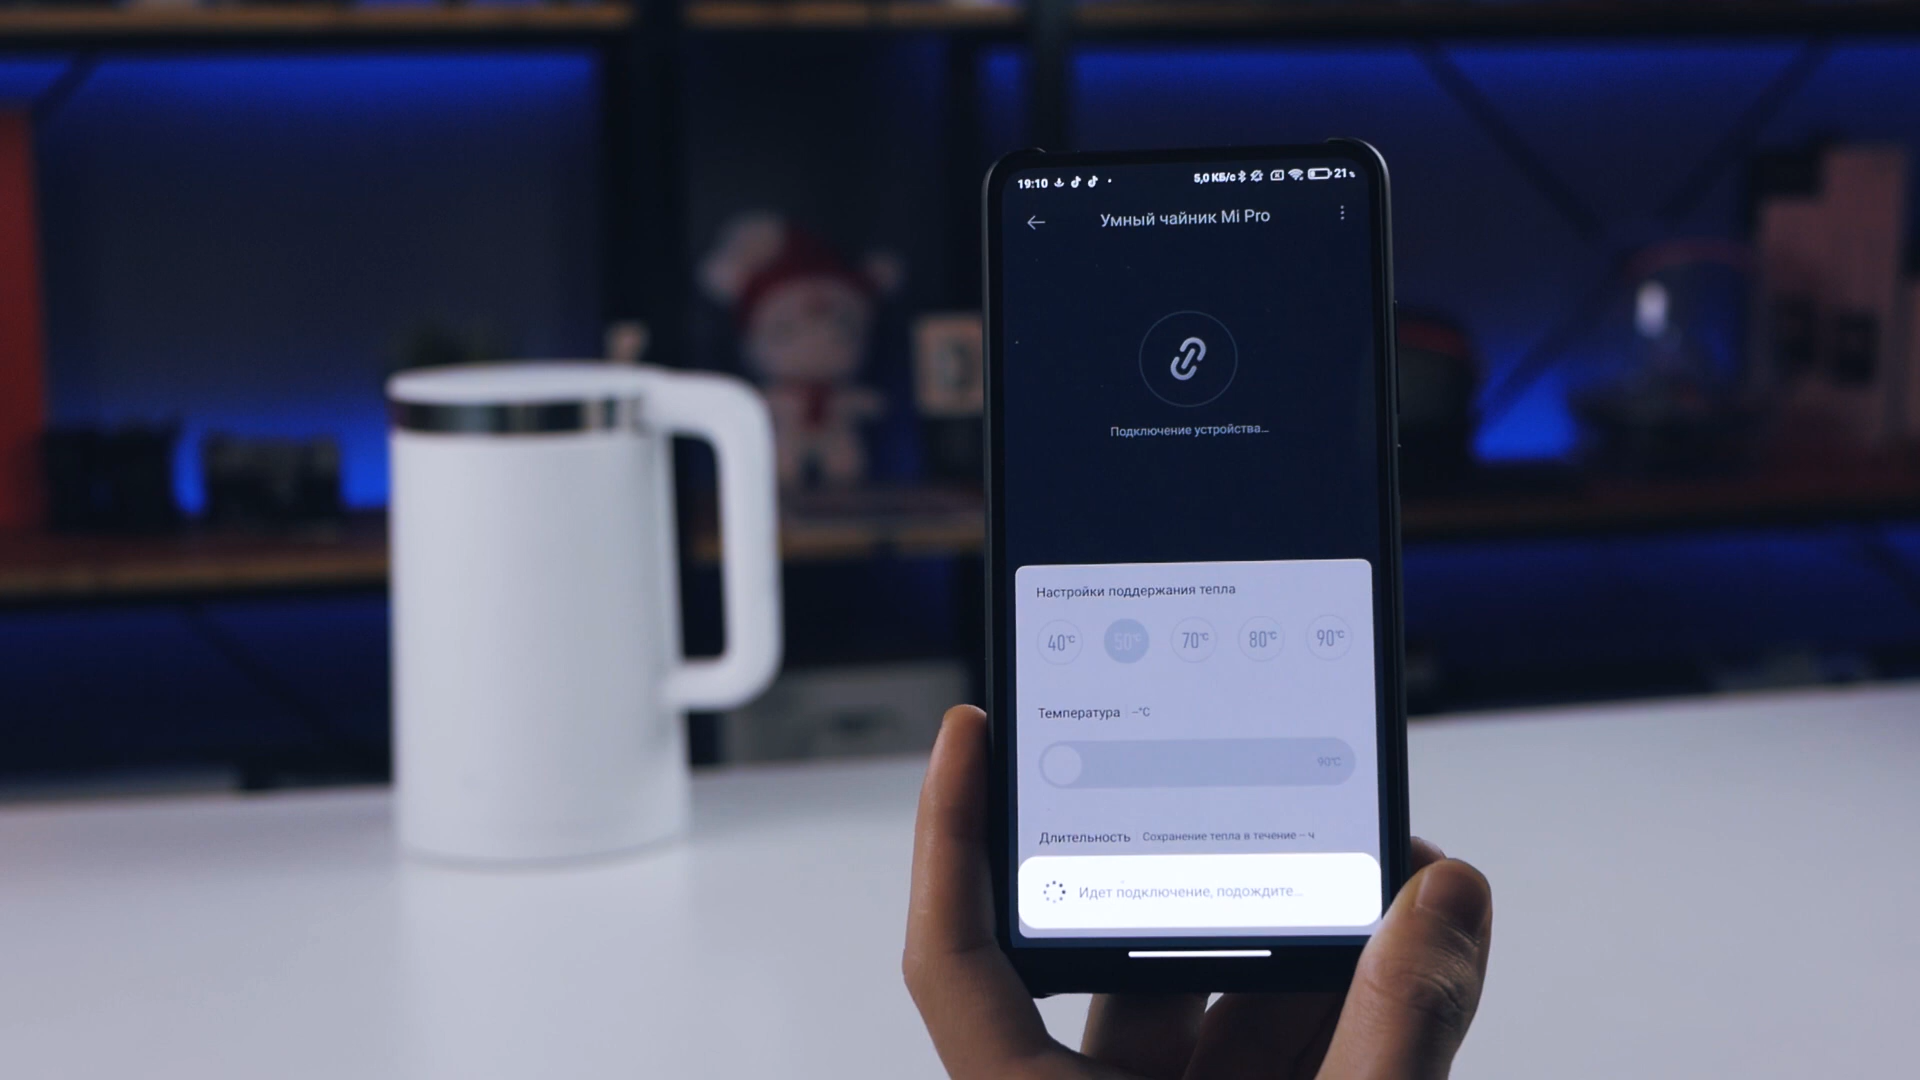 19:10
5,0 КБ/с
21
Умный чайник Mi Pro
Подключение устройства...
Настройки поддержания тепла
40°C 50°C 70°C 80°C 90°C
Температура --°C
90°C
Длительность Сохранение тепла в течение -- ч
Идет подключение, подождите...